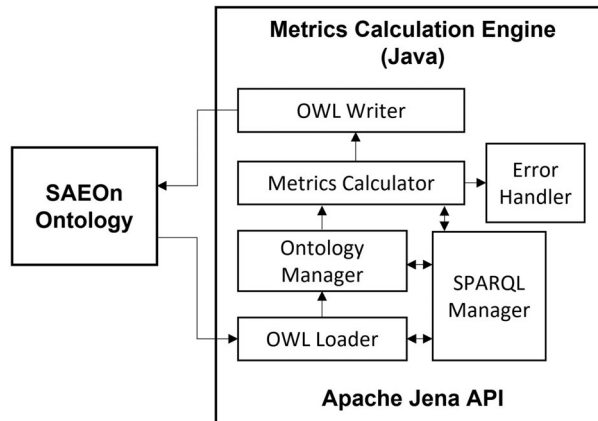 Metrics Calculation Engine
(Java)
OWL Writer
SAEOn
Ontology
Metrics Calculator
Error
Handler
Ontology
Manager
SPARQL
Manager
OWL Loader
Apache Jena API